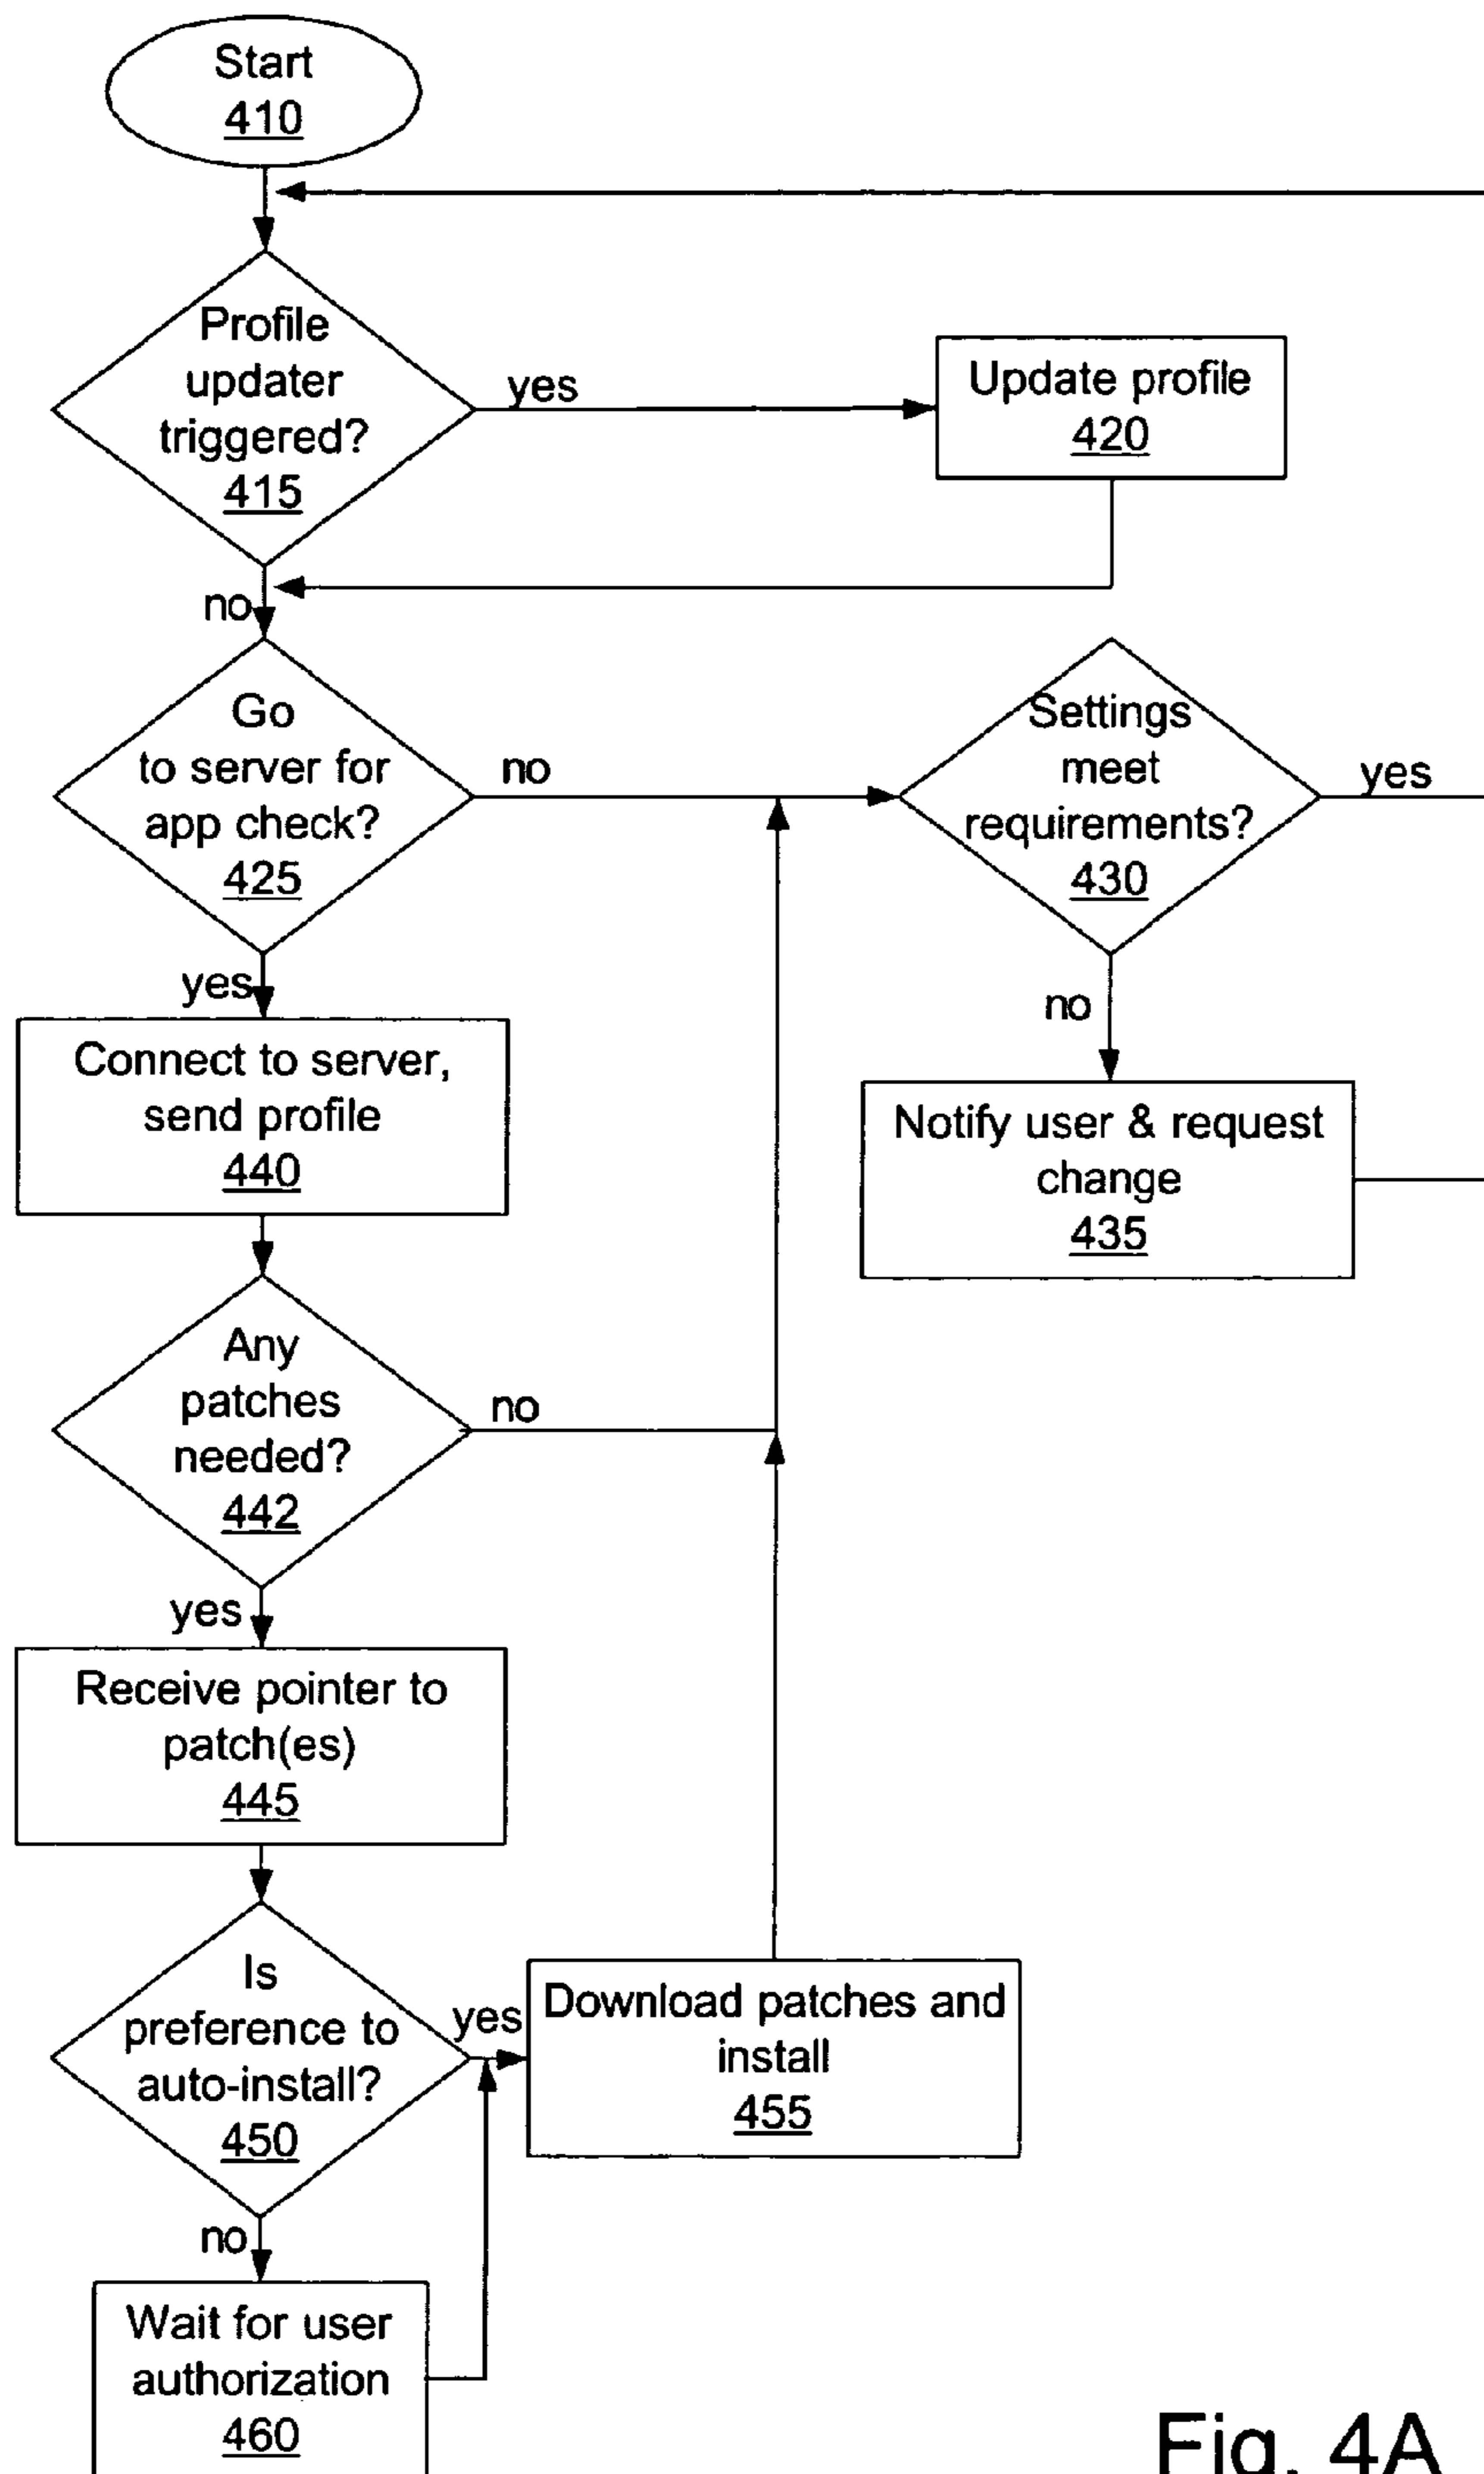 Start
410
Profile
updater
triggered?
415
yes
Update profile
420
no
Go
to server for
app check?
425
no
Settings
meet
requirements?
430
yes
yes
no
Connect to server,
send profile
440
Notify user & request
change
435
Any
patches
needed?
442
no
yes
Receive pointer to
patch(es)
445
Is
preference to
auto-install?
450
yes
Download patches and
install
455
no
Wait for user
authorization
460
Fig. 4A